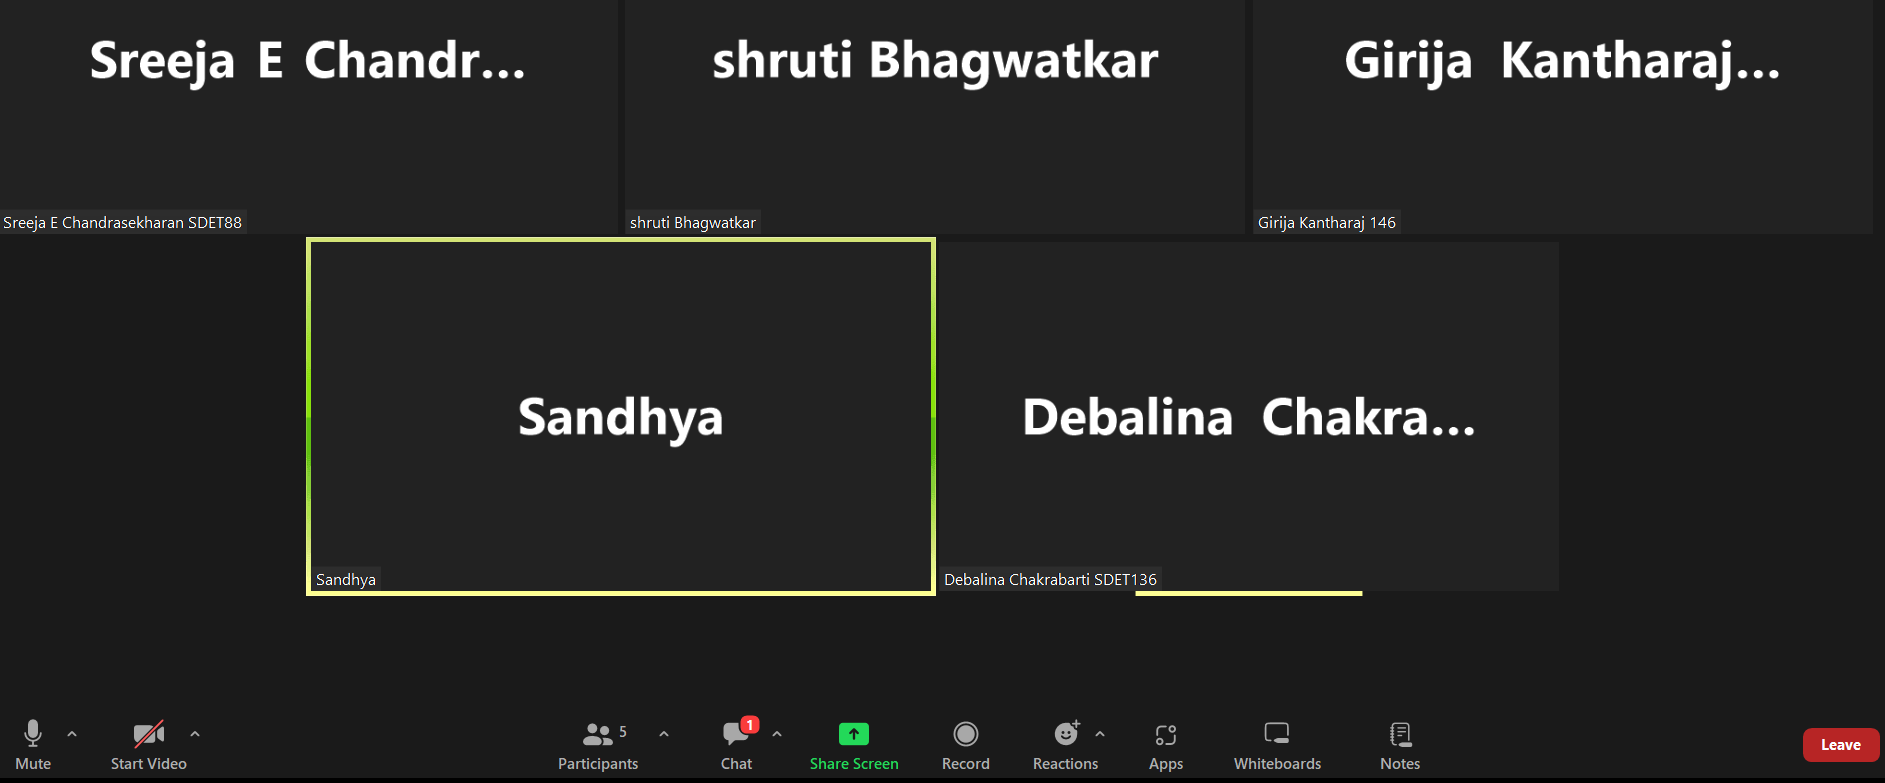 Sreeja E Chandr...
shruti Bhagwatkar
Girija Kantharaj...
Sreeja E Chandrasekharan SDET88
shruti Bhagwatkar
Girija Kantharaj 146
Sandhya
Debalina Chakra...
Sandhya
Debalina Chakrabarti SDET136
5
1
Mute
Start Video
Participants
Chat
Share Screen
Record
Reactions
Apps
Whiteboards
Notes
Leave